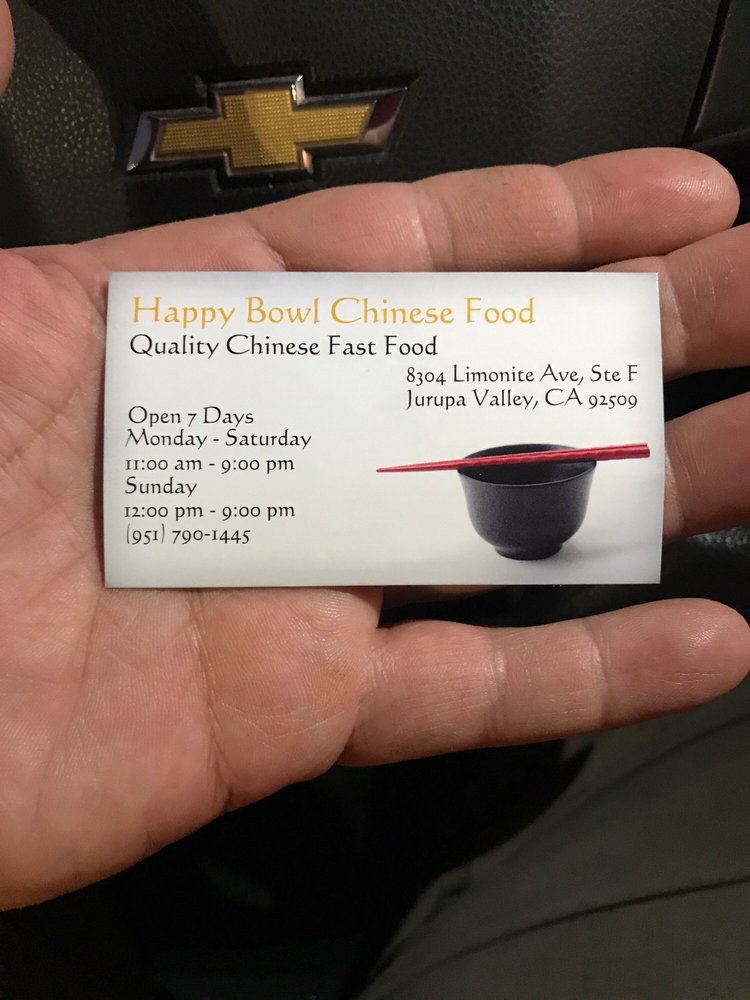 Happy Bowl Chinese Food
Quality Chinese Fast Food
8304 Limonite Ave, Ste F
Jurupa Valley, CA 92509
Open 7 Days
Monday - Saturday
11:00 am - 9:00 pm
Sunday
12:00 pm - 9:00 pm
(951) 790-1445